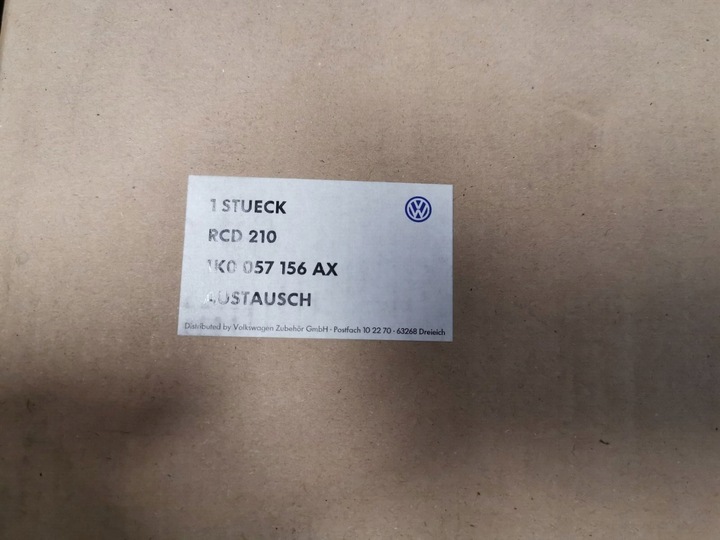 1 STUECK
RCD 210
1K0 057 156 AX
AUSTAUSCH
Distributed by Volkswagen Zubehör GmbH · Postfach 10 22 70 · 63268 Dreieich